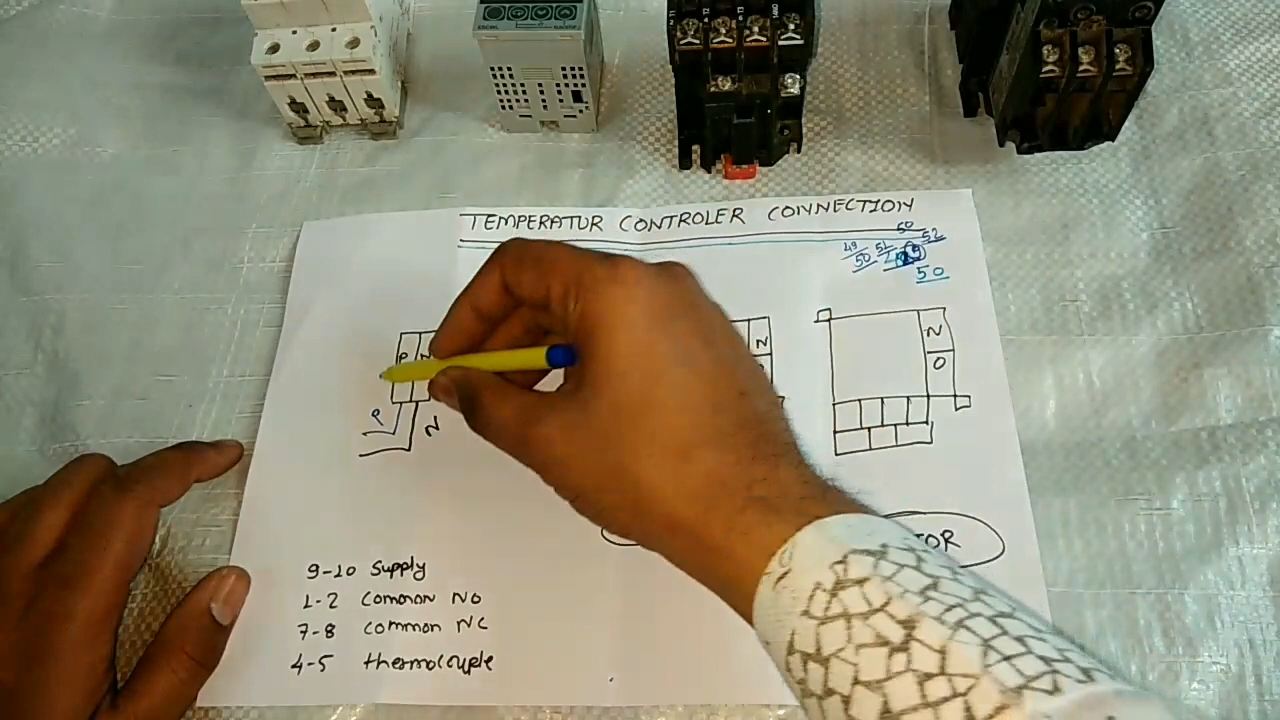 TEMPERATUR CONTROLER CONNECTION
50
49 51 52
50
50
P
N
N
O
N
P
N
TOR
9-10 Supply
1-2 Common NO
7-8 Common NC
4-5 thermocouple